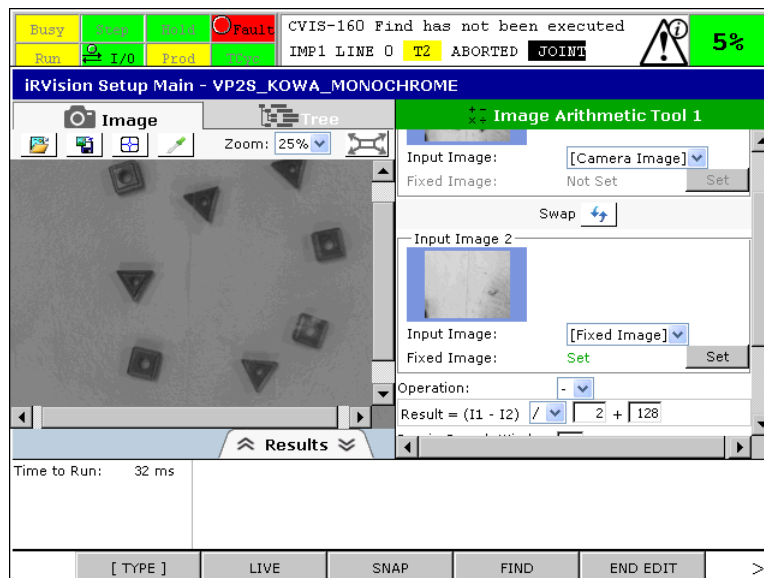 Busy Step Hold Fault CVIS-160 Find has not been executed
Run I/O Prod TCyc IMP1 LINE 0 T2 ABORTED JOINT 5%
iRVision Setup Main - VP2S_KOWA_MONOCHROME
Image Tree Image Arithmetic Tool 1
Zoom: 25%
Input Image: [Camera Image]
Fixed Image: Not Set Set
Swap
Input Image 2
Input Image: [Fixed Image]
Fixed Image: Set Set
Operation: -
Result = (I1 - I2) / 2 + 128
Results
Time to Run: 32 ms
[ TYPE ] LIVE SNAP FIND END EDIT >